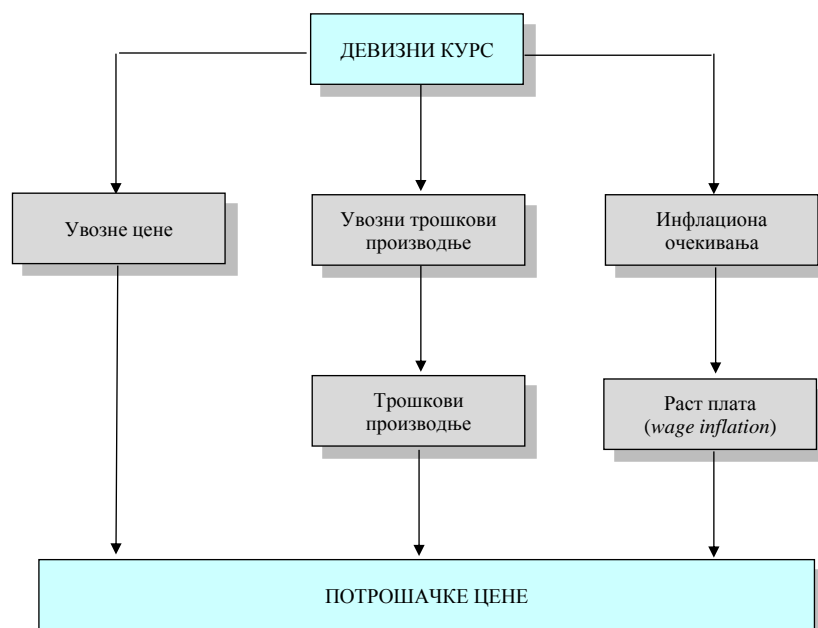 ДЕВИЗНИ КУРС
Увозне цене
Увозни трошкови
производње
Инфлациона
очекивања
Трошкови
производње
Раст плата
(wage inflation)
ПОТРОШАЧКЕ ЦЕНЕ